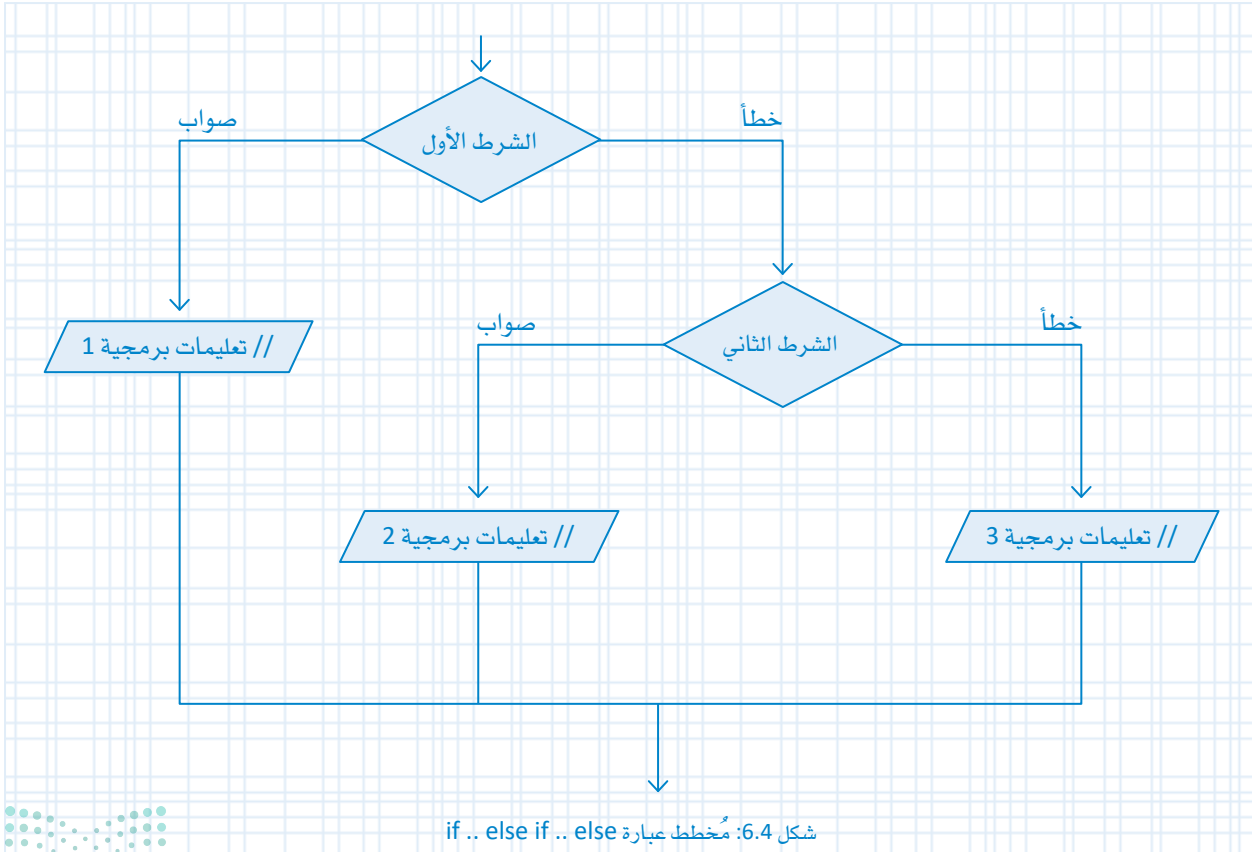 الشرط الأول
صواب
خطأ
// تعليمات برمجية 1
الشرط الثاني
صواب
خطأ
// تعليمات برمجية 2
// تعليمات برمجية 3
شكل 6.4: مُخطط عبارة if .. else if .. else